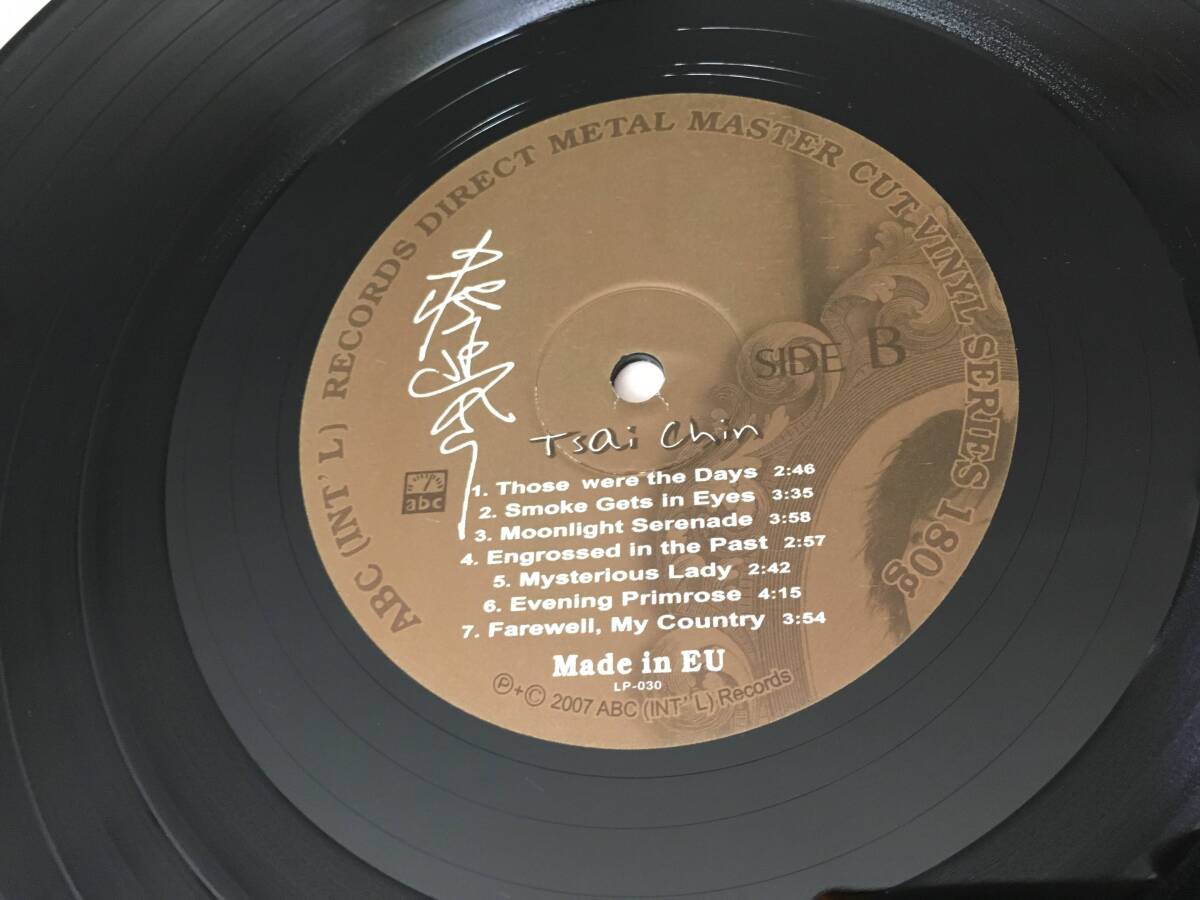 ABC (INT' L) RECORDS DIRECT METAL MASTER CUT VINYL SERIES 180g
SIDE B
Tsai Chin
abc
1. Those were the Days 2:46
2. Smoke Gets in Eyes 3:35
3. Moonlight Serenade 3:58
4. Engrossed in the Past 2:57
5. Mysterious Lady 2:42
6. Evening Primrose 4:15
7. Farewell, My Country 3:54
Made in EU
LP-030
℗+© 2007 ABC (INT' L) Records